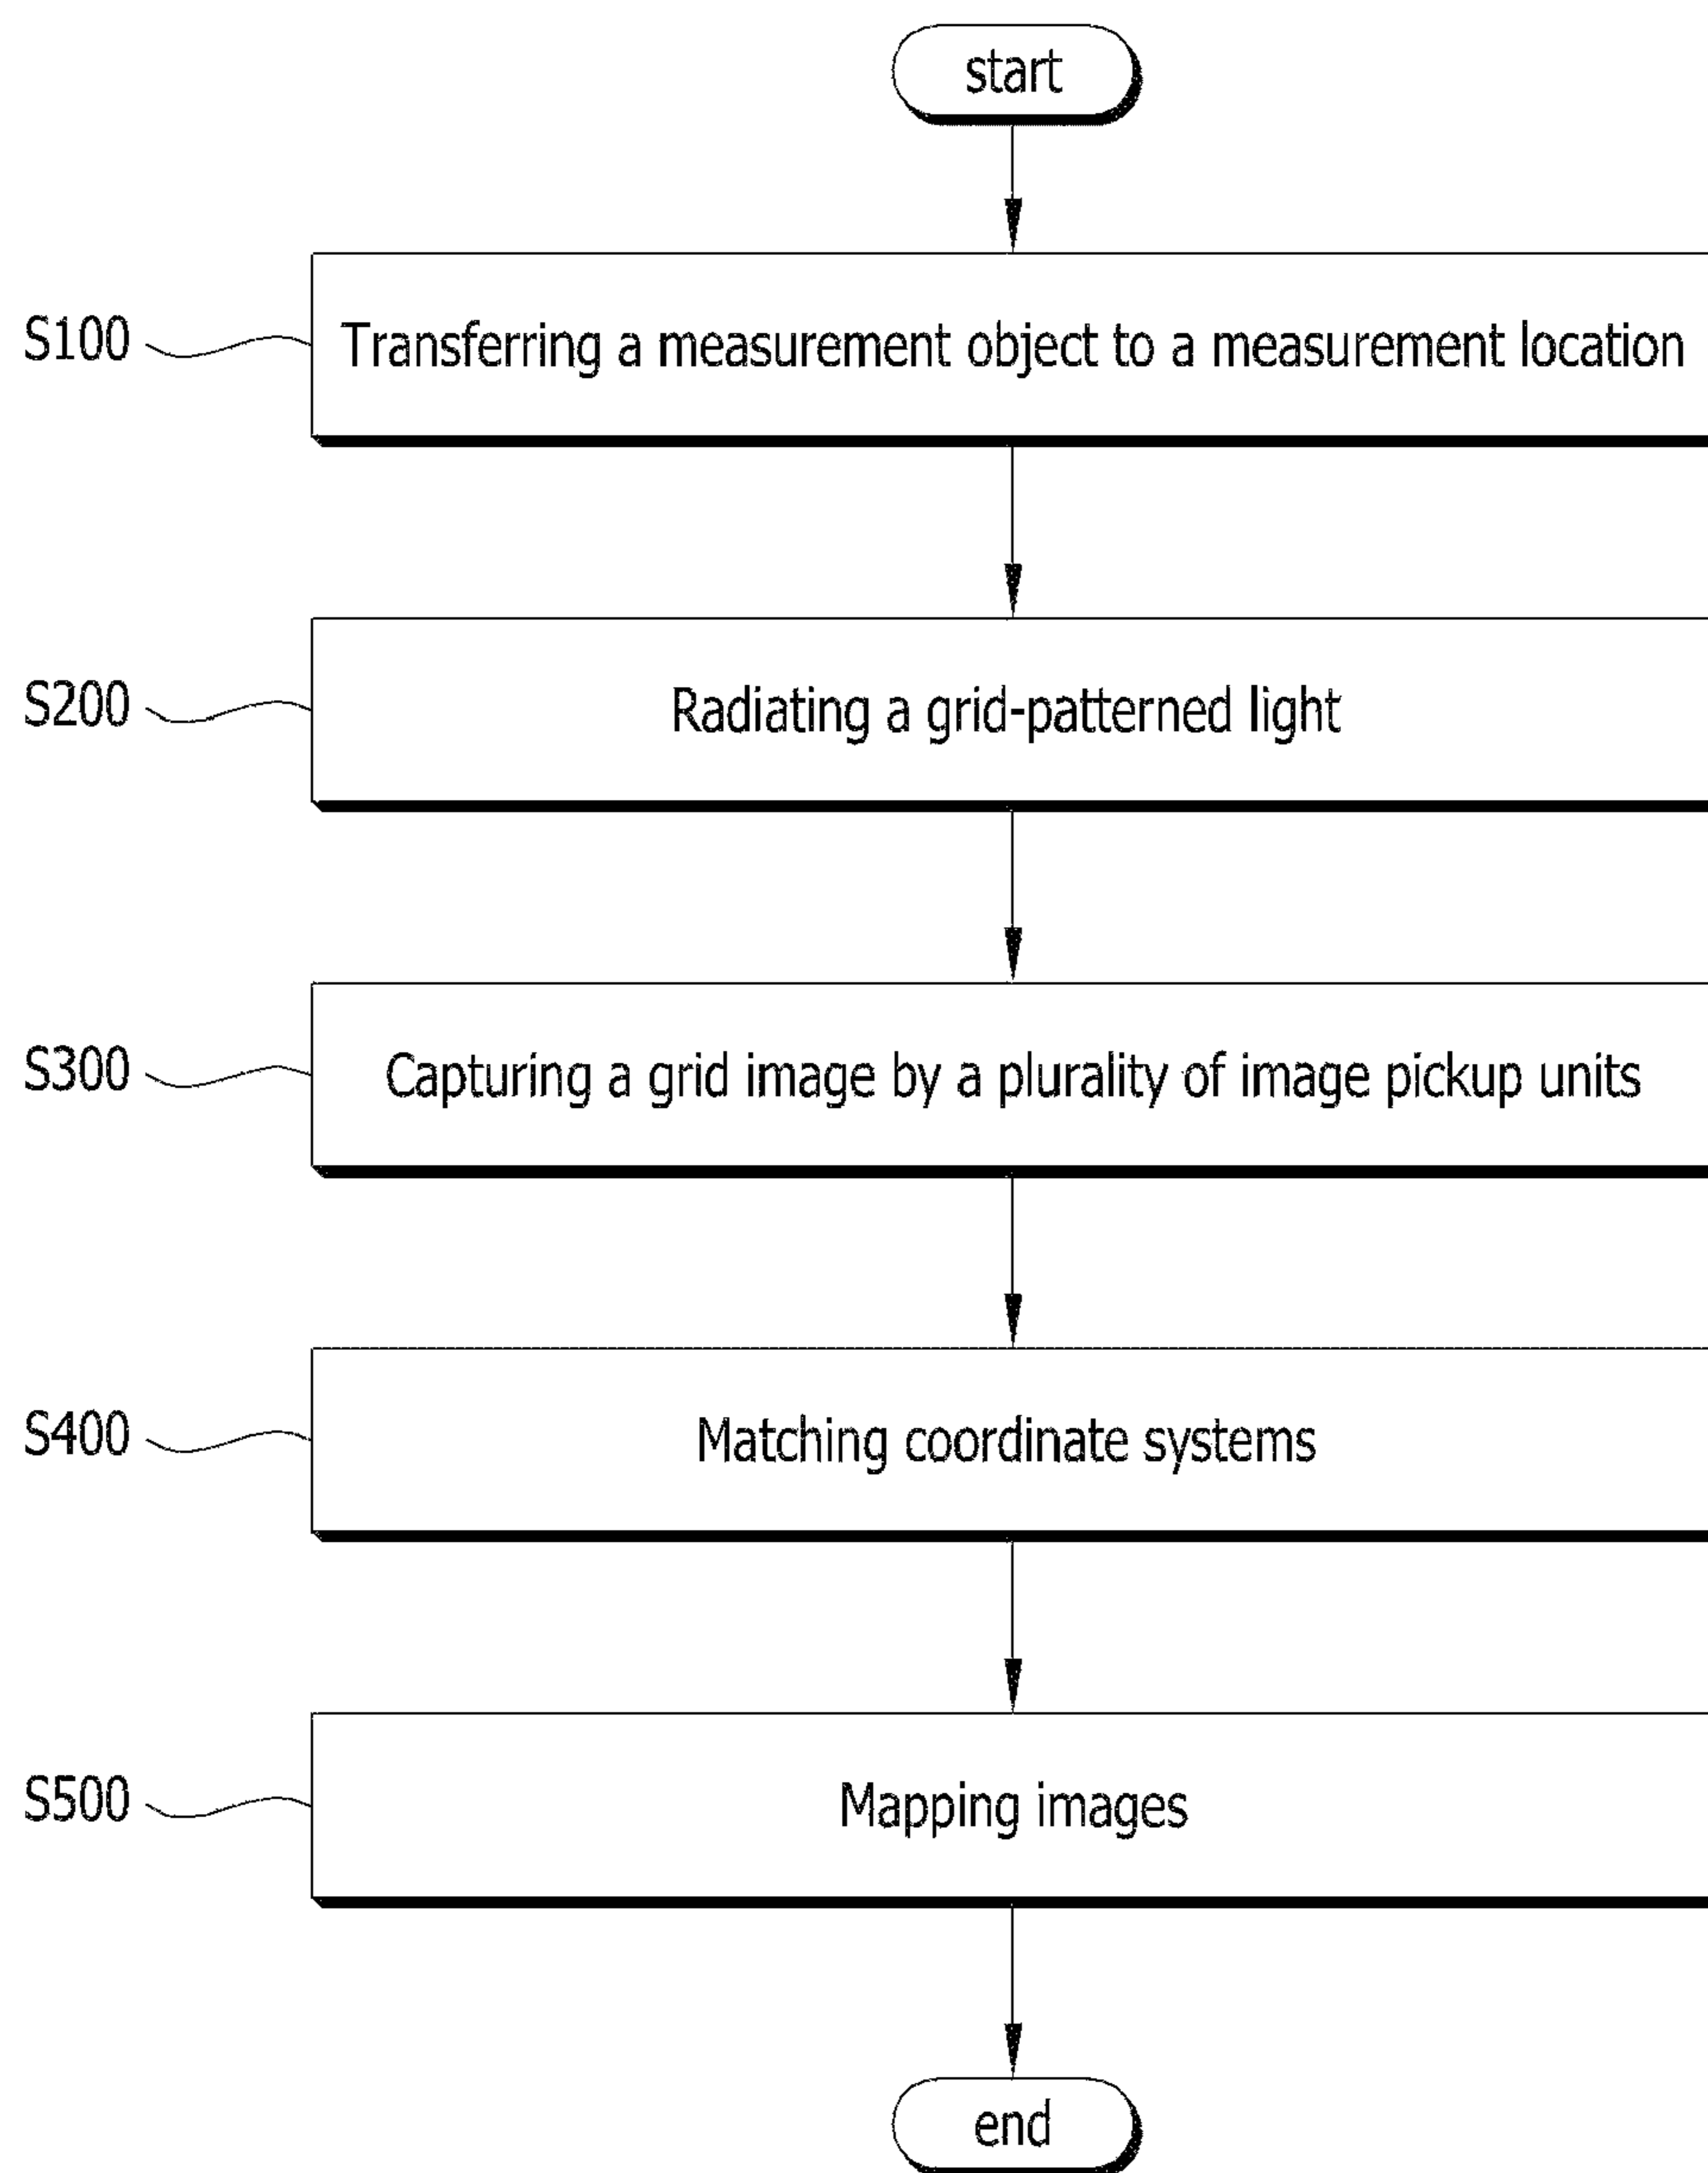 start
S100 Transferring a measurement object to a measurement location
S200 Radiating a grid-patterned light
S300 Capturing a grid image by a plurality of image pickup units
S400 Matching coordinate systems
S500 Mapping images
end